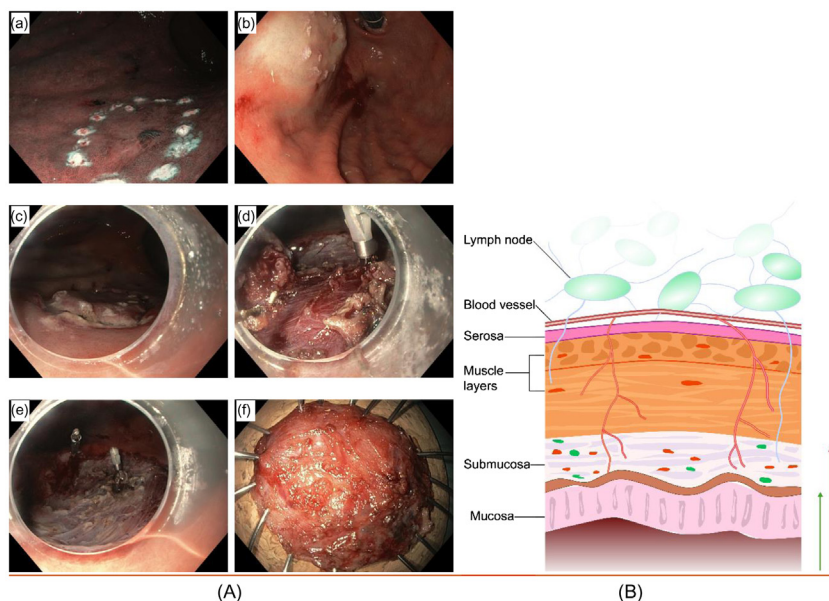 (a)
(b)
(c)
(d)
(e)
(f)
Lymph node
Blood vessel
Serosa
Muscle
layers
Submucosa
Mucosa
(A)
(B)